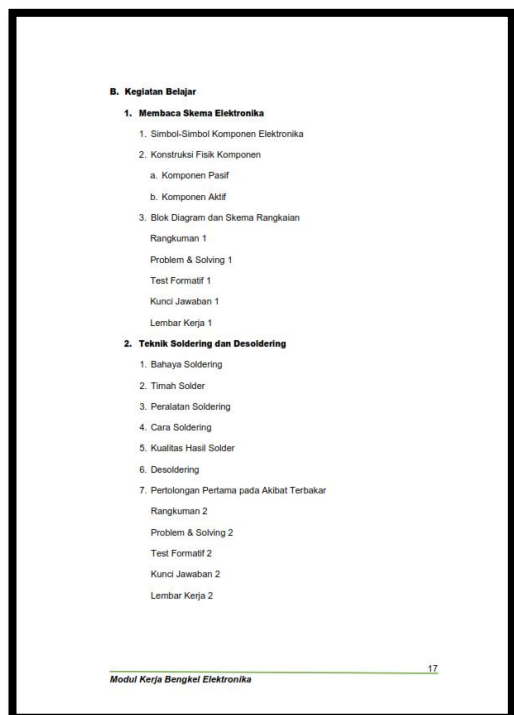 B. Kegiatan Belajar
1. Membaca Skema Elektronika
1. Simbol-Simbol Komponen Elektronika
2. Konstruksi Fisik Komponen
a. Komponen Pasif
b. Komponen Aktif
3. Blok Diagram dan Skema Rangkaian
Rangkuman 1
Problem & Solving 1
Test Formatif 1
Kunci Jawaban 1
Lembar Kerja 1
2. Teknik Soldering dan Desoldering
1. Bahaya Soldering
2. Timah Solder
3. Peralatan Soldering
4. Cara Soldering
5. Kualitas Hasil Solder
6. Desoldering
7. Pertolongan Pertama pada Akibat Terbakar
Rangkuman 2
Problem & Solving 2
Test Formatif 2
Kunci Jawaban 2
Lembar Kerja 2
17
Modul Kerja Bengkel Elektronika